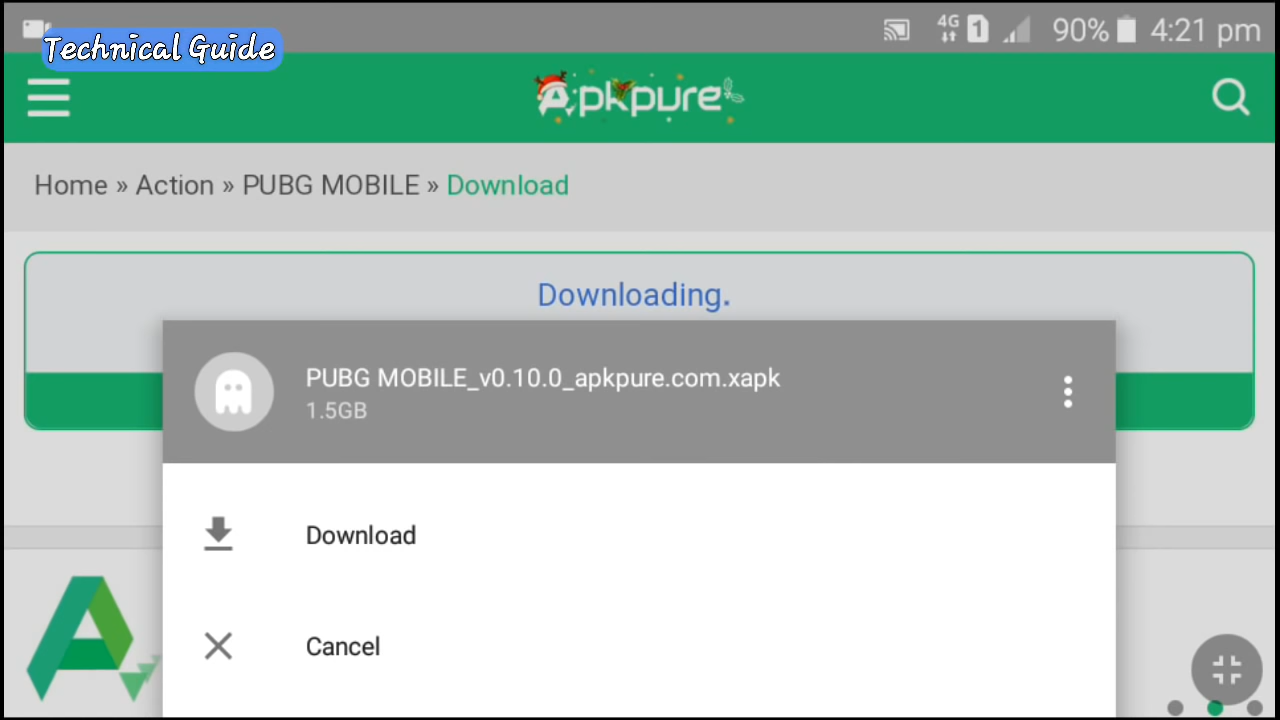 4G 1 90% 4:21 pm
Technical Guide
Apkpure
Home » Action » PUBG MOBILE » Download
Downloading.
PUBG MOBILE_v0.10.0_apkpure.com.xapk
1.5GB
Download
Cancel